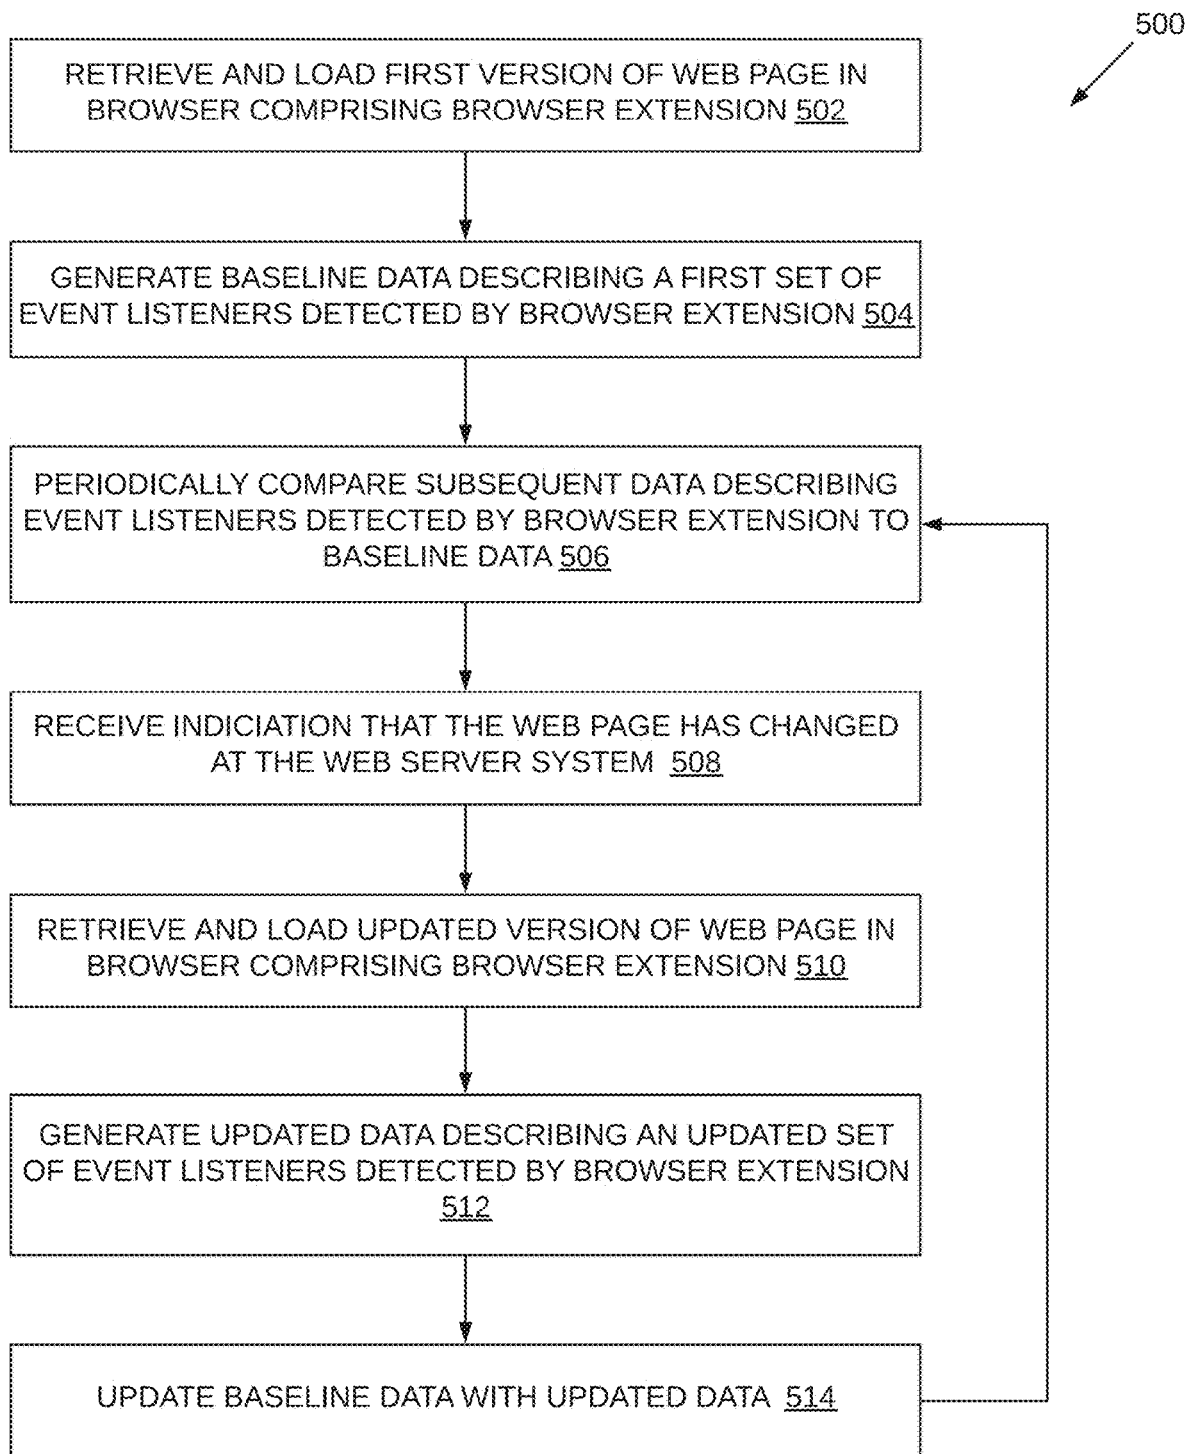 500
RETRIEVE AND LOAD FIRST VERSION OF WEB PAGE IN
BROWSER COMPRISING BROWSER EXTENSION 502
GENERATE BASELINE DATA DESCRIBING A FIRST SET OF
EVENT LISTENERS DETECTED BY BROWSER EXTENSION 504
PERIODICALLY COMPARE SUBSEQUENT DATA DESCRIBING
EVENT LISTENERS DETECTED BY BROWSER EXTENSION TO
BASELINE DATA 506
RECEIVE INDICIATION THAT THE WEB PAGE HAS CHANGED
AT THE WEB SERVER SYSTEM 508
RETRIEVE AND LOAD UPDATED VERSION OF WEB PAGE IN
BROWSER COMPRISING BROWSER EXTENSION 510
GENERATE UPDATED DATA DESCRIBING AN UPDATED SET
OF EVENT LISTENERS DETECTED BY BROWSER EXTENSION
512
UPDATE BASELINE DATA WITH UPDATED DATA 514